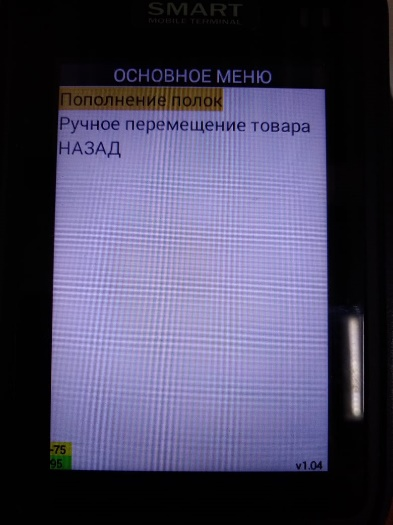 SMART
MOBILE TERMINAL
ОСНОВНОЕ МЕНЮ
Пополнение полок
Ручное перемещение товара
НАЗАД
-75
95
v1.04